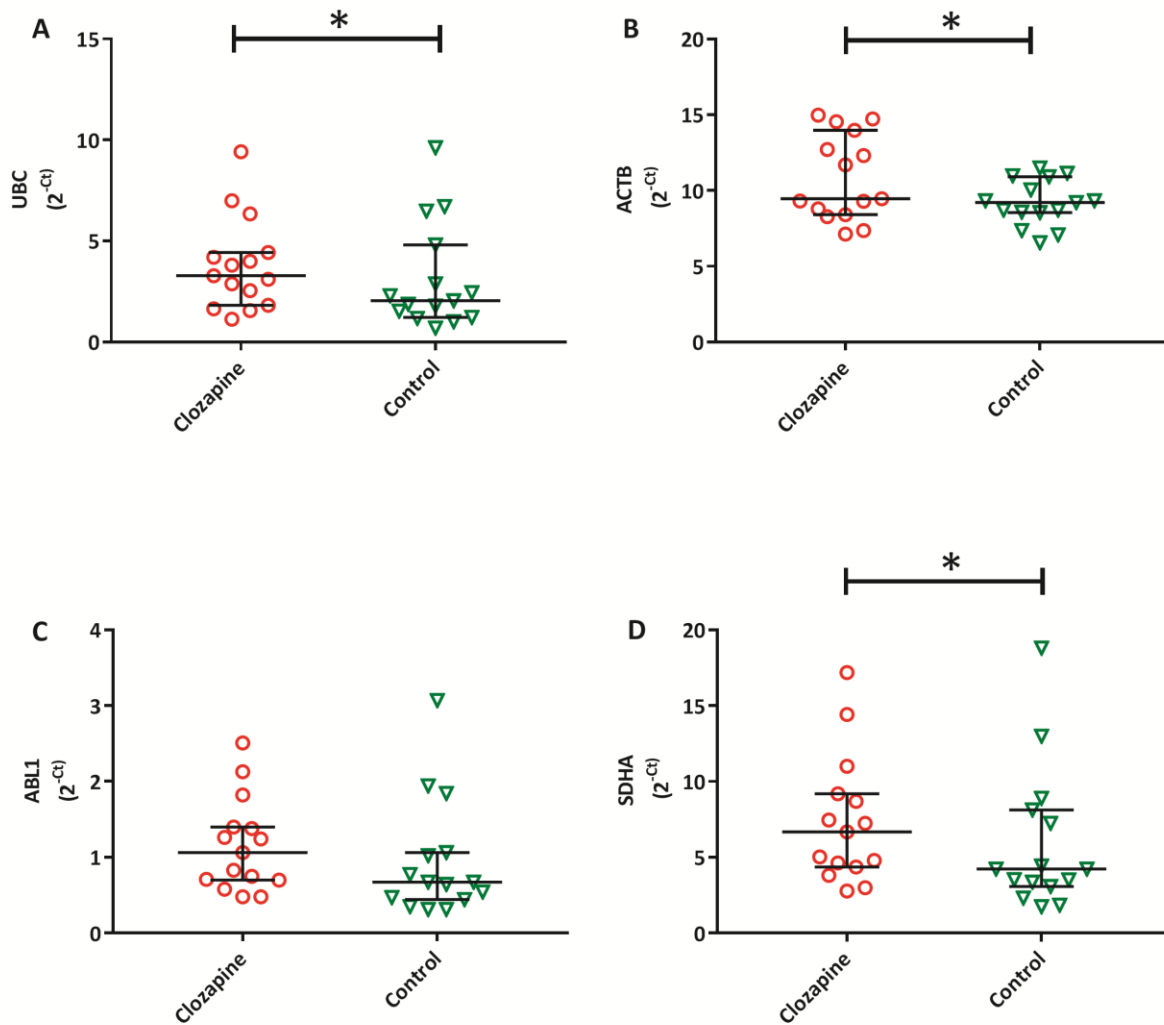 A
*
15
10
5
0
UBC
(2^-Ct)
Clozapine
Control
B
*
20
15
10
5
0
ACTB
(2^-Ct)
Clozapine
Control
C
4
3
2
1
0
ABL1
(2^-Ct)
Clozapine
Control
D
*
20
15
10
5
0
SDHA
(2^-Ct)
Clozapine
Control